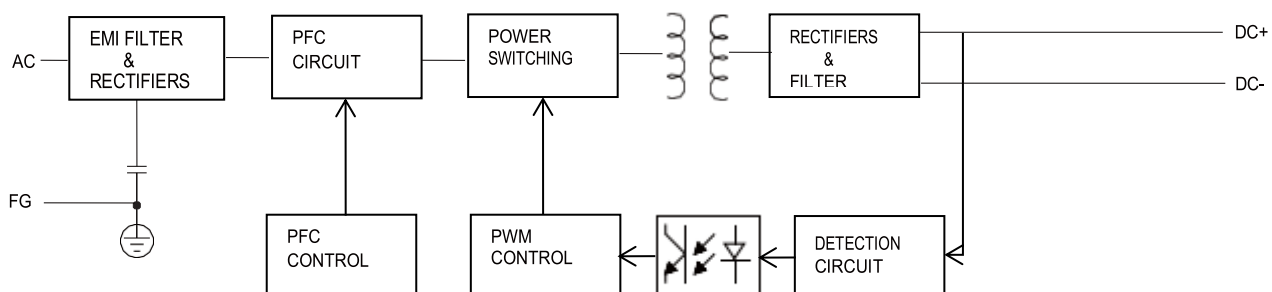 AC
EMI FILTER
&
RECTIFIERS
PFC
CIRCUIT
POWER
SWITCHING
RECTIFIERS
&
FILTER
DC+
DC-
FG
PFC
CONTROL
PWM
CONTROL
DETECTION
CIRCUIT